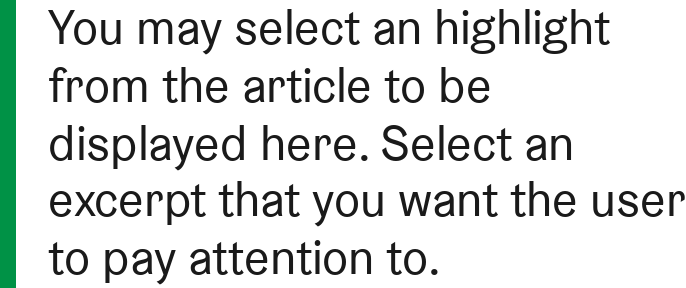 You may select an highlight
from the article to be
displayed here. Select an
excerpt that you want the user
to pay attention to.